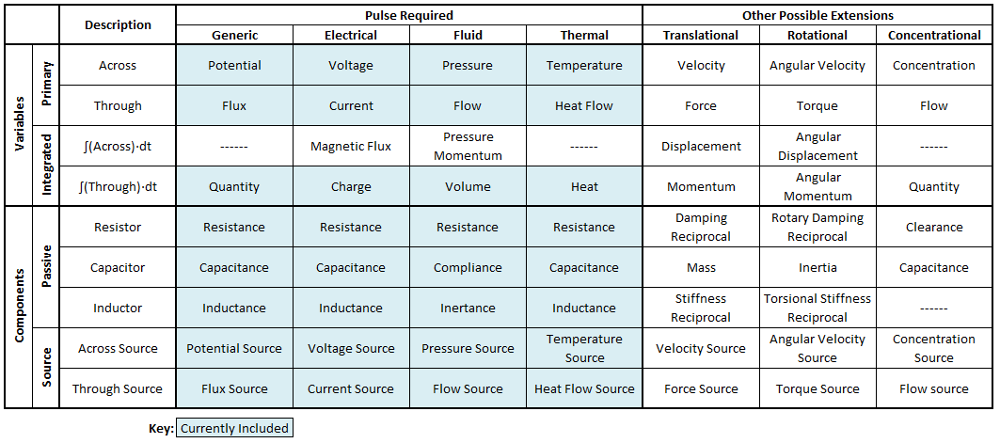 Description Pulse Required Other Possible Extensions
Generic Electrical Fluid Thermal Translational Rotational Concentrational
Variables
Primary
Across Potential Voltage Pressure Temperature Velocity Angular Velocity Concentration
Through Flux Current Flow Heat Flow Force Torque Flow
Integrated
∫(Across)·dt ------ Magnetic Flux Pressure Momentum ------ Displacement Angular Displacement ------
∫(Through)·dt Quantity Charge Volume Heat Momentum Angular Momentum Quantity
Components
Passive
Resistor Resistance Resistance Resistance Resistance Damping Reciprocal Rotary Damping Reciprocal Clearance
Capacitor Capacitance Capacitance Compliance Capacitance Mass Inertia Capacitance
Inductor Inductance Inductance Inertance Inductance Stiffness Reciprocal Torsional Stiffness Reciprocal ------
Source
Across Source Potential Source Voltage Source Pressure Source Temperature Source Velocity Source Angular Velocity Source Concentration Source
Through Source Flux Source Current Source Flow Source Heat Flow Source Force Source Torque Source Flow source
Key: Currently Included